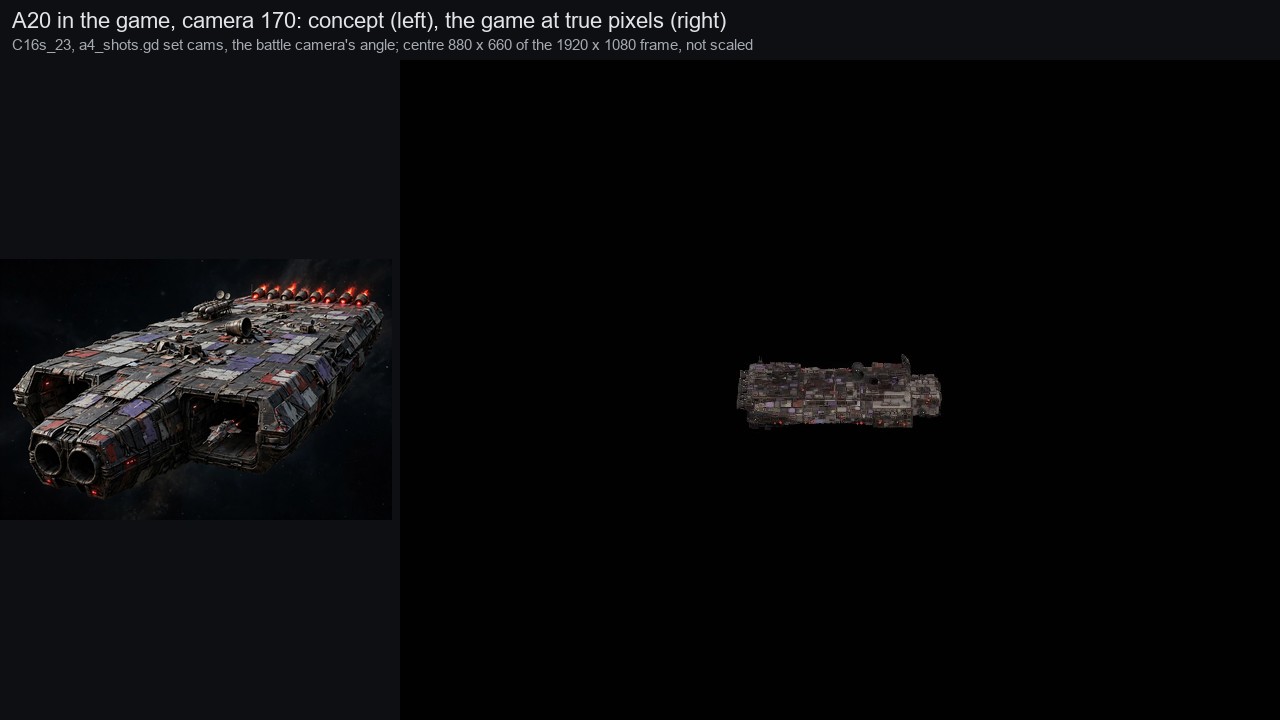 A20 in the game, camera 170: concept (left), the game at true pixels (right)
C16s_23, a4_shots.gd set cams, the battle camera's angle; centre 880 x 660 of the 1920 x 1080 frame, not scaled